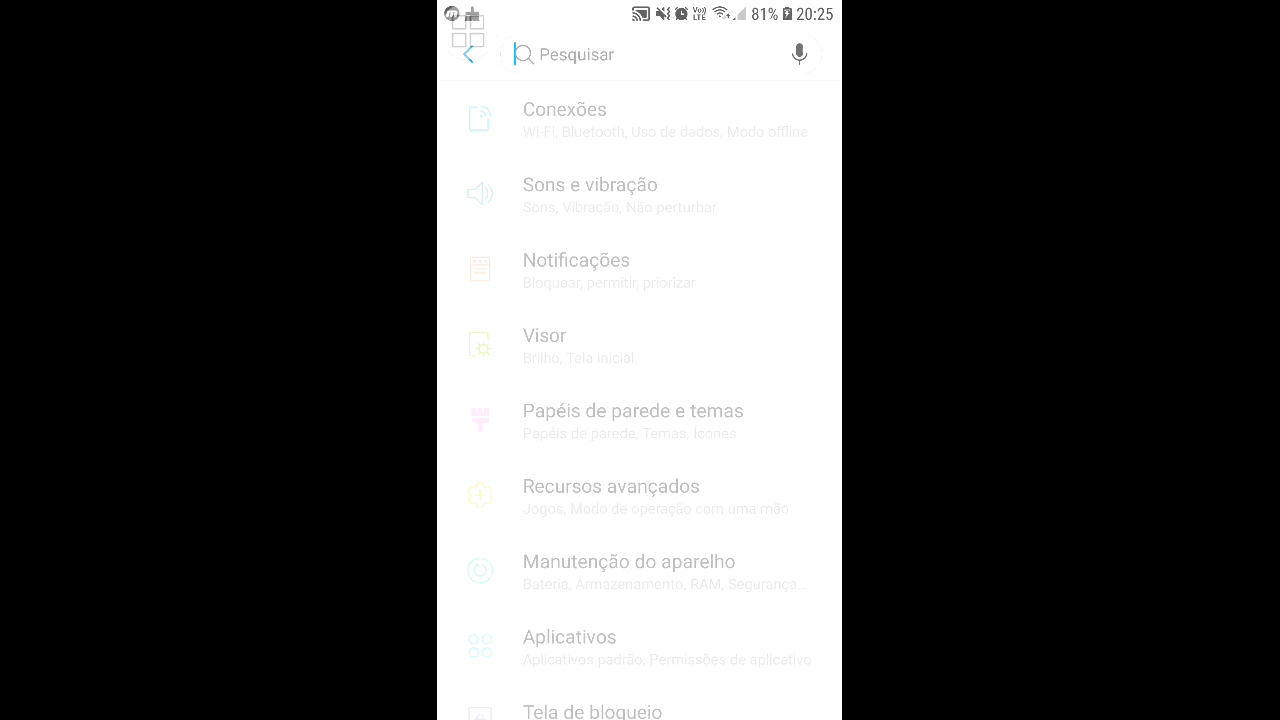 Vo) LTE 81% 20:25
Pesquisar
Conexões
Wi-Fi, Bluetooth, Uso de dados, Modo offline
Sons e vibração
Sons, Vibração, Não perturbar
Notificações
Bloquear, permitir, priorizar
Visor
Brilho, Tela inicial
Papéis de parede e temas
Papéis de parede, Temas, Ícones
Recursos avançados
Jogos, Modo de operação com uma mão
Manutenção do aparelho
Bateria, Armazenamento, RAM, Segurança...
Aplicativos
Aplicativos padrão, Permissões de aplicativo
Tela de bloqueio